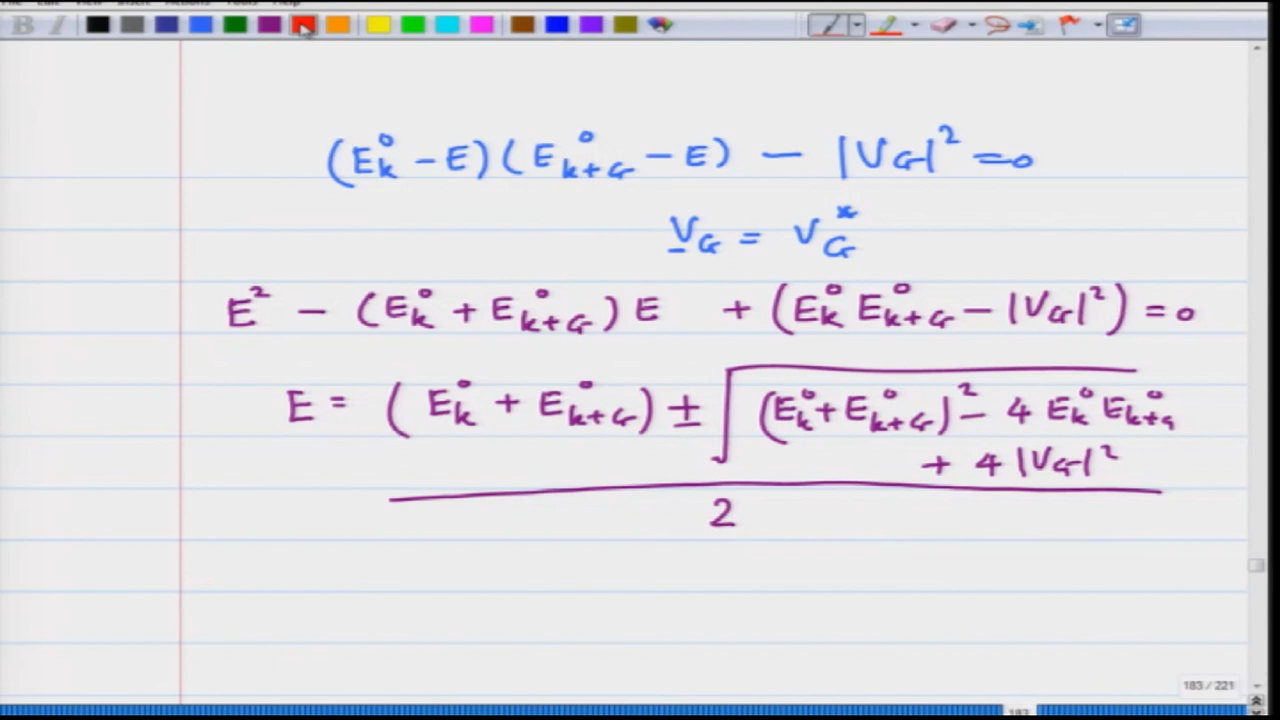 B I
(E⁰ₖ - E)(E⁰ₖ₊G - E) - |V_G|² = 0
V_G = V_G*
E² - (E⁰ₖ + E⁰ₖ₊G) E + (E⁰ₖ E⁰ₖ₊G - |V_G|²) = 0
E = (E⁰ₖ + E⁰ₖ₊G) ± √(E⁰ₖ + E⁰ₖ₊G)² - 4 E⁰ₖ E⁰ₖ₊G
+ 4 |V_G|²
2
183 / 221